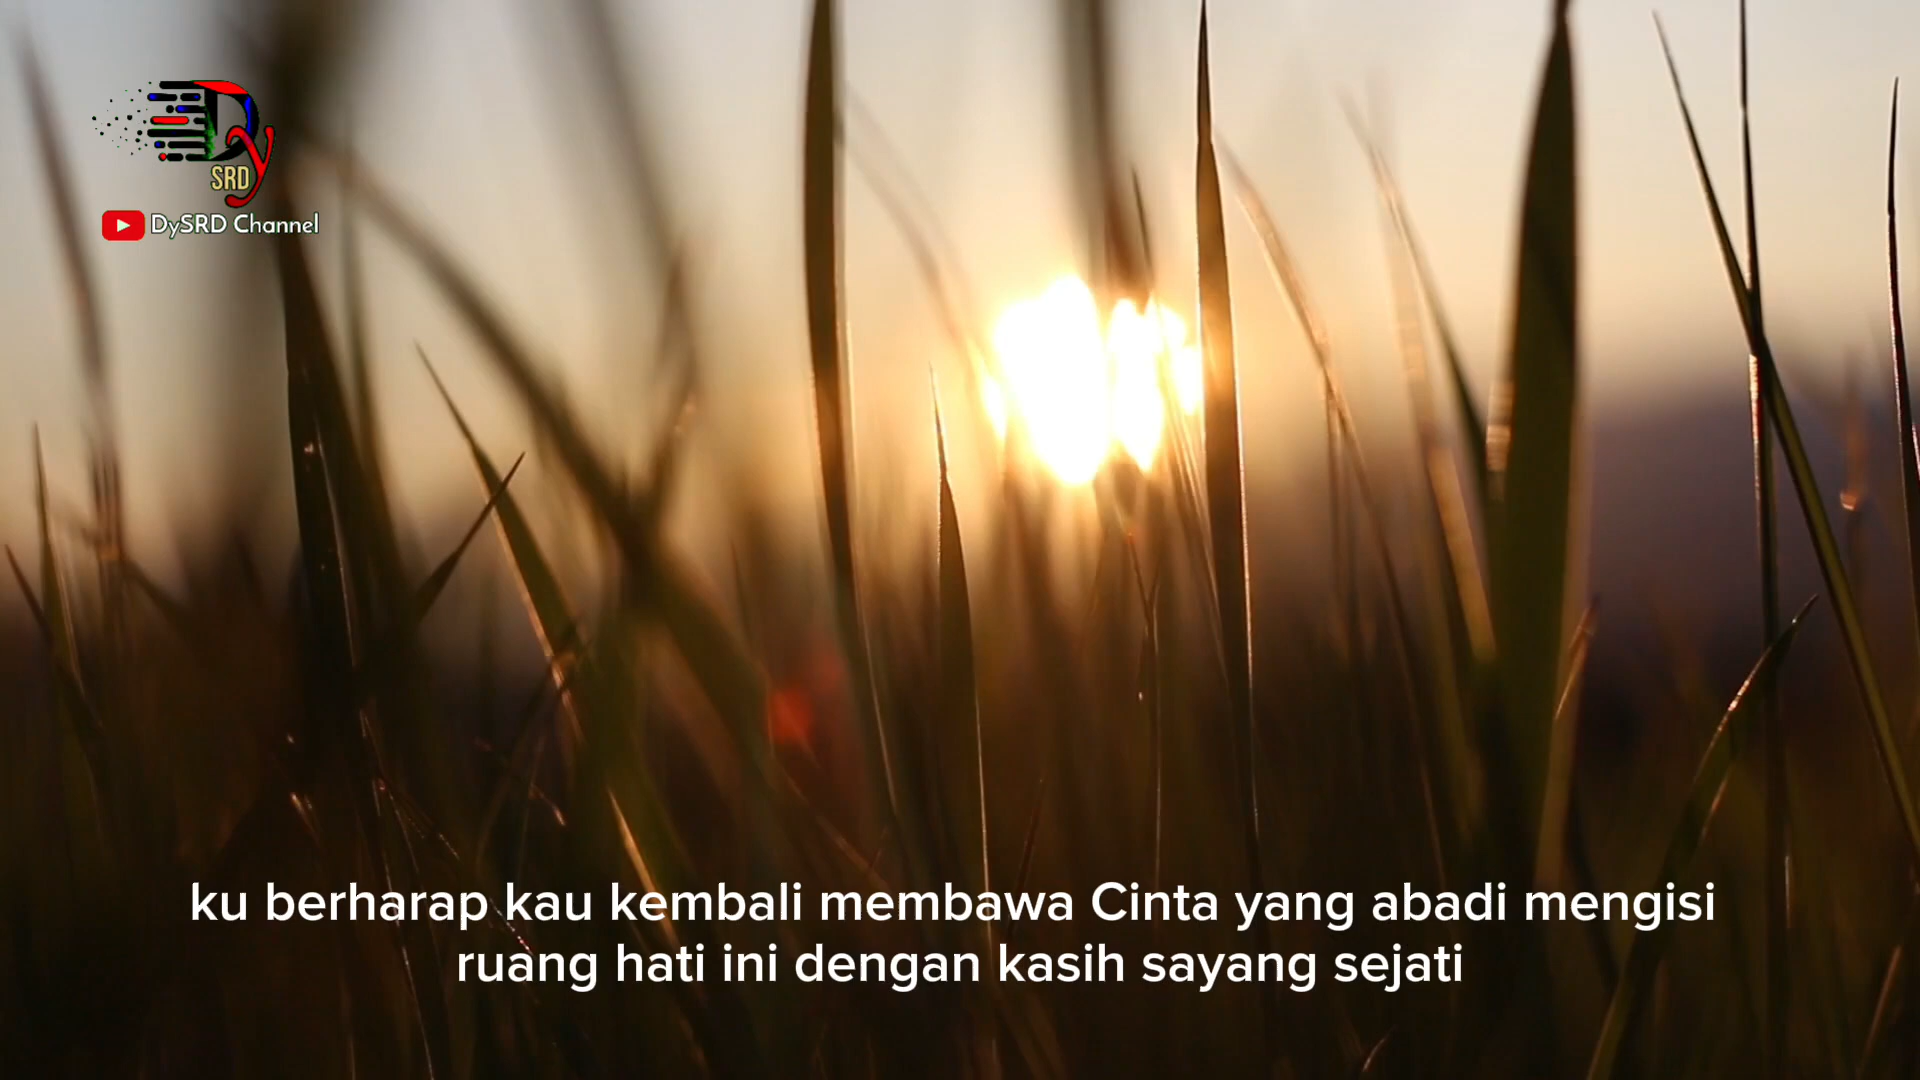 Dy
SRD
DySRD Channel
ku berharap kau kembali membawa Cinta yang abadi mengisi
ruang hati ini dengan kasih sayang sejati